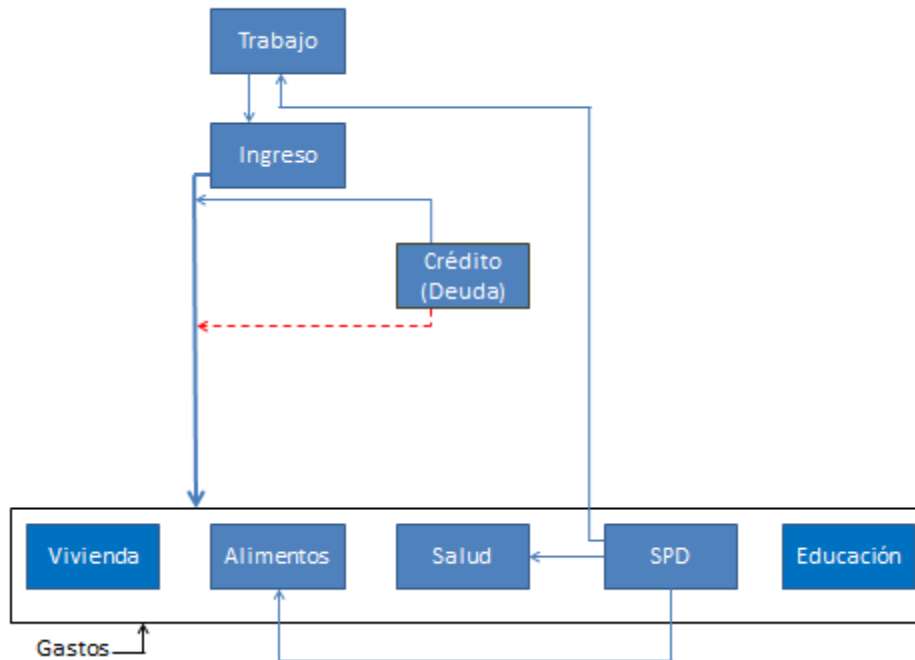 Trabajo
Ingreso
Crédito
(Deuda)
Vivienda
Alimentos
Salud
SPD
Educación
Gastos